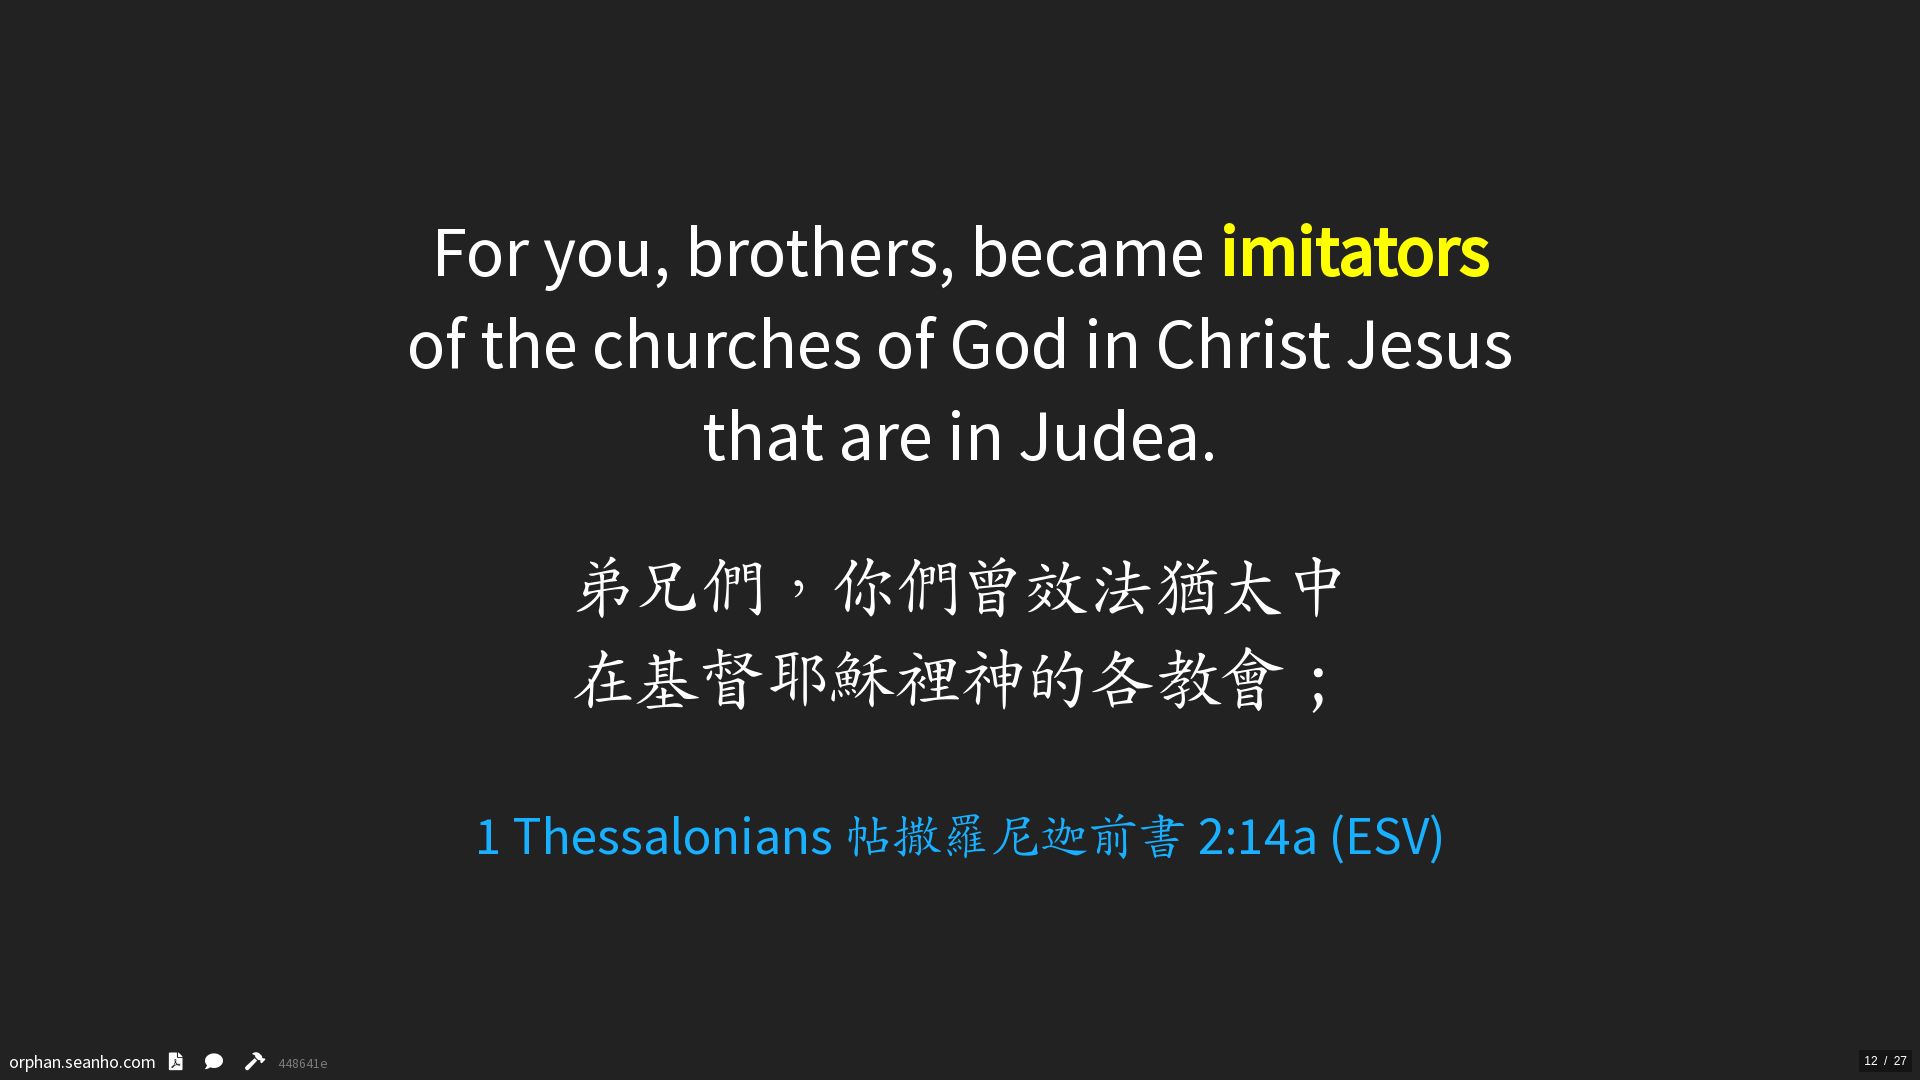 For you, brothers, became imitators
of the churches of God in Christ Jesus
that are in Judea.
弟兄們，你們曾效法猶太中
在基督耶穌裡神的各教會；
1 Thessalonians 帖撒羅尼迦前書 2:14a (ESV)
orphan.seanho.com 448641e
12 / 27